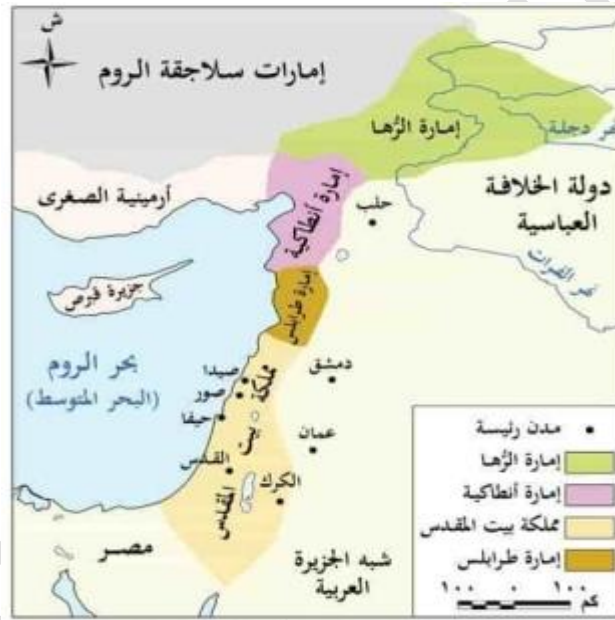 ش
إمارات سلاجقة الروم
إمارة الرُّها
نهر دجلة
أرمينية الصغرى
إمارة أنطاكية
حلب
دولة الخلافة
العباسية
نهر الفرات
جزيرة قبرص
إمارة طرابلس
بحر الروم
(البحر المتوسط)
صيدا
صور
حيفا
دمشق
مملكة بيت المقدس
عمان
القدس
الكرك
مصر
شبه الجزيرة
العربية
مدن رئيسة
إمارة الرُّها
إمارة أنطاكية
مملكة بيت المقدس
إمارة طرابلس
١٠٠ ٠ ١٠٠
كم